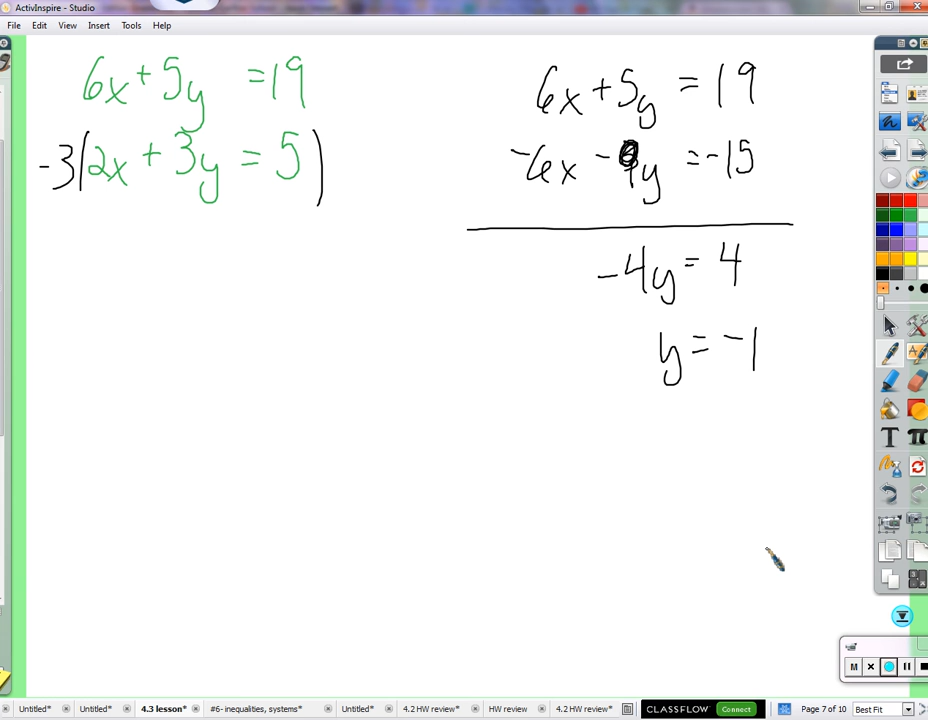 ActivInspire - Studio
File Edit View Insert Tools Help
6x+5y =19
-3(2x + 3y = 5)
6x +5y = 19
-6x -9y =-15
-4y = 4
y = -1
Untitled* Untitled* 4.3 lesson* #6- inequalities, systems* Untitled* 4.2 HW review* HW review 4.2 HW review* CLASSFLOW Connect Page 7 of 10 Best Fit